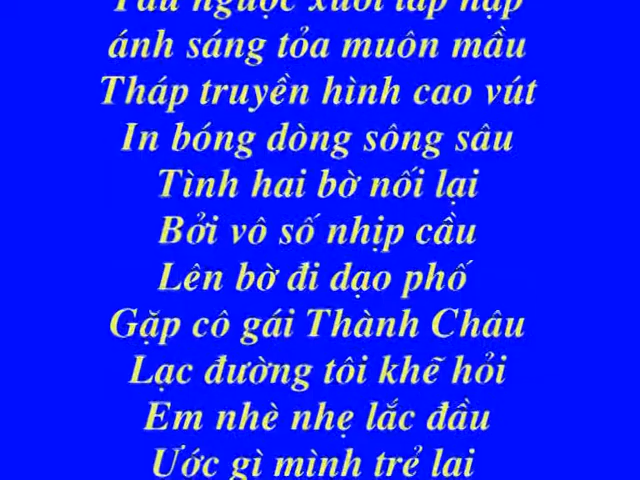 Tàu ngược xuôi tấp nập
ánh sáng tỏa muôn mầu
Tháp truyền hình cao vút
In bóng dòng sông sâu
Tình hai bờ nối lại
Bởi vô số nhịp cầu
Lên bờ đi dạo phố
Gặp cô gái Thành Châu
Lạc đường tôi khẽ hỏi
Em nhè nhẹ lắc đầu
Ước gì mình trẻ lại